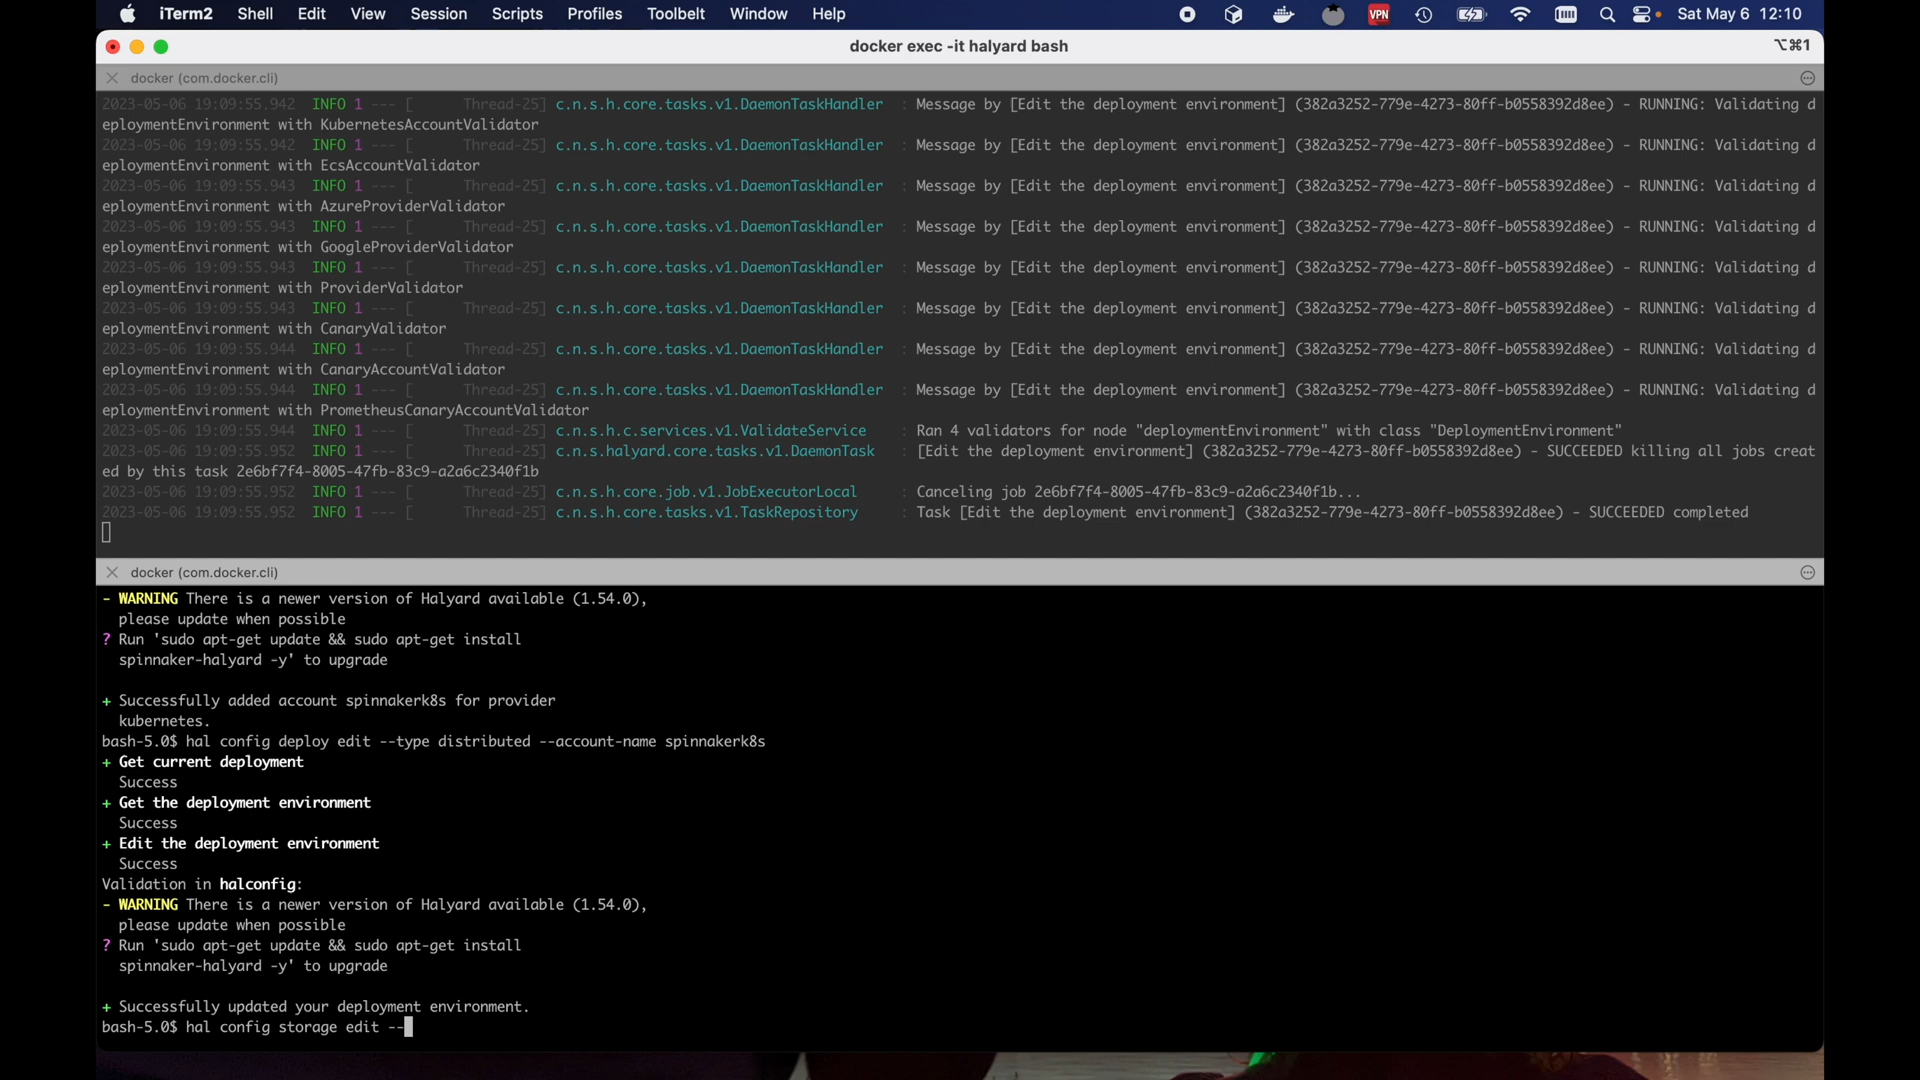 iTerm2 Shell Edit View Session Scripts Profiles Toolbelt Window Help VPN Sat May 6 12:10
docker exec -it halyard bash ⌥⌘1
docker (com.docker.cli)
2023-05-06 19:09:55.942 INFO 1 --- [ Thread-25] c.n.s.h.core.tasks.v1.DaemonTaskHandler : Message by [Edit the deployment environment] (382a3252-779e-4273-80ff-b0558392d8ee) - RUNNING: Validating d
eploymentEnvironment with KubernetesAccountValidator
2023-05-06 19:09:55.942 INFO 1 --- [ Thread-25] c.n.s.h.core.tasks.v1.DaemonTaskHandler : Message by [Edit the deployment environment] (382a3252-779e-4273-80ff-b0558392d8ee) - RUNNING: Validating d
eploymentEnvironment with EcsAccountValidator
2023-05-06 19:09:55.943 INFO 1 --- [ Thread-25] c.n.s.h.core.tasks.v1.DaemonTaskHandler : Message by [Edit the deployment environment] (382a3252-779e-4273-80ff-b0558392d8ee) - RUNNING: Validating d
eploymentEnvironment with AzureProviderValidator
2023-05-06 19:09:55.943 INFO 1 --- [ Thread-25] c.n.s.h.core.tasks.v1.DaemonTaskHandler : Message by [Edit the deployment environment] (382a3252-779e-4273-80ff-b0558392d8ee) - RUNNING: Validating d
eploymentEnvironment with GoogleProviderValidator
2023-05-06 19:09:55.943 INFO 1 --- [ Thread-25] c.n.s.h.core.tasks.v1.DaemonTaskHandler : Message by [Edit the deployment environment] (382a3252-779e-4273-80ff-b0558392d8ee) - RUNNING: Validating d
eploymentEnvironment with ProviderValidator
2023-05-06 19:09:55.943 INFO 1 --- [ Thread-25] c.n.s.h.core.tasks.v1.DaemonTaskHandler : Message by [Edit the deployment environment] (382a3252-779e-4273-80ff-b0558392d8ee) - RUNNING: Validating d
eploymentEnvironment with CanaryValidator
2023-05-06 19:09:55.944 INFO 1 --- [ Thread-25] c.n.s.h.core.tasks.v1.DaemonTaskHandler : Message by [Edit the deployment environment] (382a3252-779e-4273-80ff-b0558392d8ee) - RUNNING: Validating d
eploymentEnvironment with CanaryAccountValidator
2023-05-06 19:09:55.944 INFO 1 --- [ Thread-25] c.n.s.h.core.tasks.v1.DaemonTaskHandler : Message by [Edit the deployment environment] (382a3252-779e-4273-80ff-b0558392d8ee) - RUNNING: Validating d
eploymentEnvironment with PrometheusCanaryAccountValidator
2023-05-06 19:09:55.944 INFO 1 --- [ Thread-25] c.n.s.h.c.services.v1.ValidateService : Ran 4 validators for node "deploymentEnvironment" with class "DeploymentEnvironment"
2023-05-06 19:09:55.952 INFO 1 --- [ Thread-25] c.n.s.halyard.core.tasks.v1.DaemonTask : [Edit the deployment environment] (382a3252-779e-4273-80ff-b0558392d8ee) - SUCCEEDED killing all jobs creat
ed by this task 2e6bf7f4-8005-47fb-83c9-a2a6c2340f1b
2023-05-06 19:09:55.952 INFO 1 --- [ Thread-25] c.n.s.h.core.job.v1.JobExecutorLocal : Canceling job 2e6bf7f4-8005-47fb-83c9-a2a6c2340f1b...
2023-05-06 19:09:55.952 INFO 1 --- [ Thread-25] c.n.s.h.core.tasks.v1.TaskRepository : Task [Edit the deployment environment] (382a3252-779e-4273-80ff-b0558392d8ee) - SUCCEEDED completed
docker (com.docker.cli)
- WARNING There is a newer version of Halyard available (1.54.0),
please update when possible
? Run 'sudo apt-get update && sudo apt-get install
spinnaker-halyard -y' to upgrade
+ Successfully added account spinnakerk8s for provider
kubernetes.
bash-5.0$ hal config deploy edit --type distributed --account-name spinnakerk8s
+ Get current deployment
Success
+ Get the deployment environment
Success
+ Edit the deployment environment
Success
Validation in halconfig:
- WARNING There is a newer version of Halyard available (1.54.0),
please update when possible
? Run 'sudo apt-get update && sudo apt-get install
spinnaker-halyard -y' to upgrade
+ Successfully updated your deployment environment.
bash-5.0$ hal config storage edit --